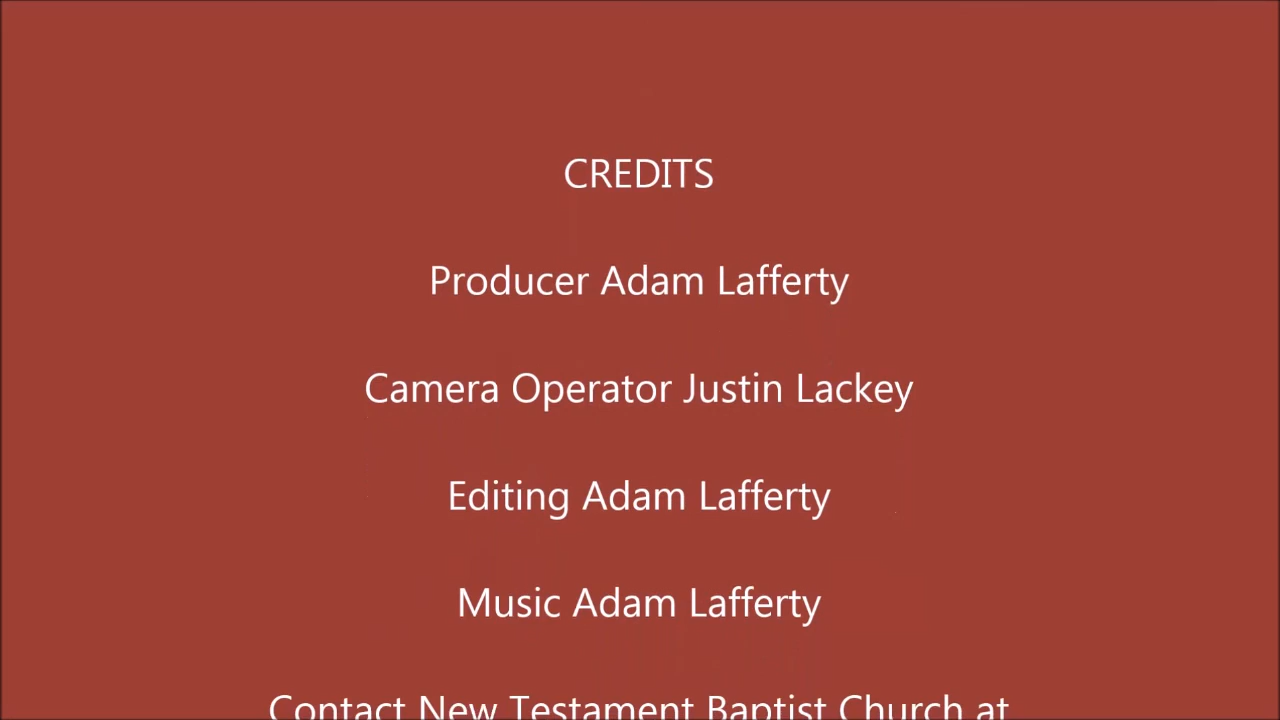 CREDITS
Producer Adam Lafferty
Camera Operator Justin Lackey
Editing Adam Lafferty
Music Adam Lafferty
Contact New Testament Baptist Church at